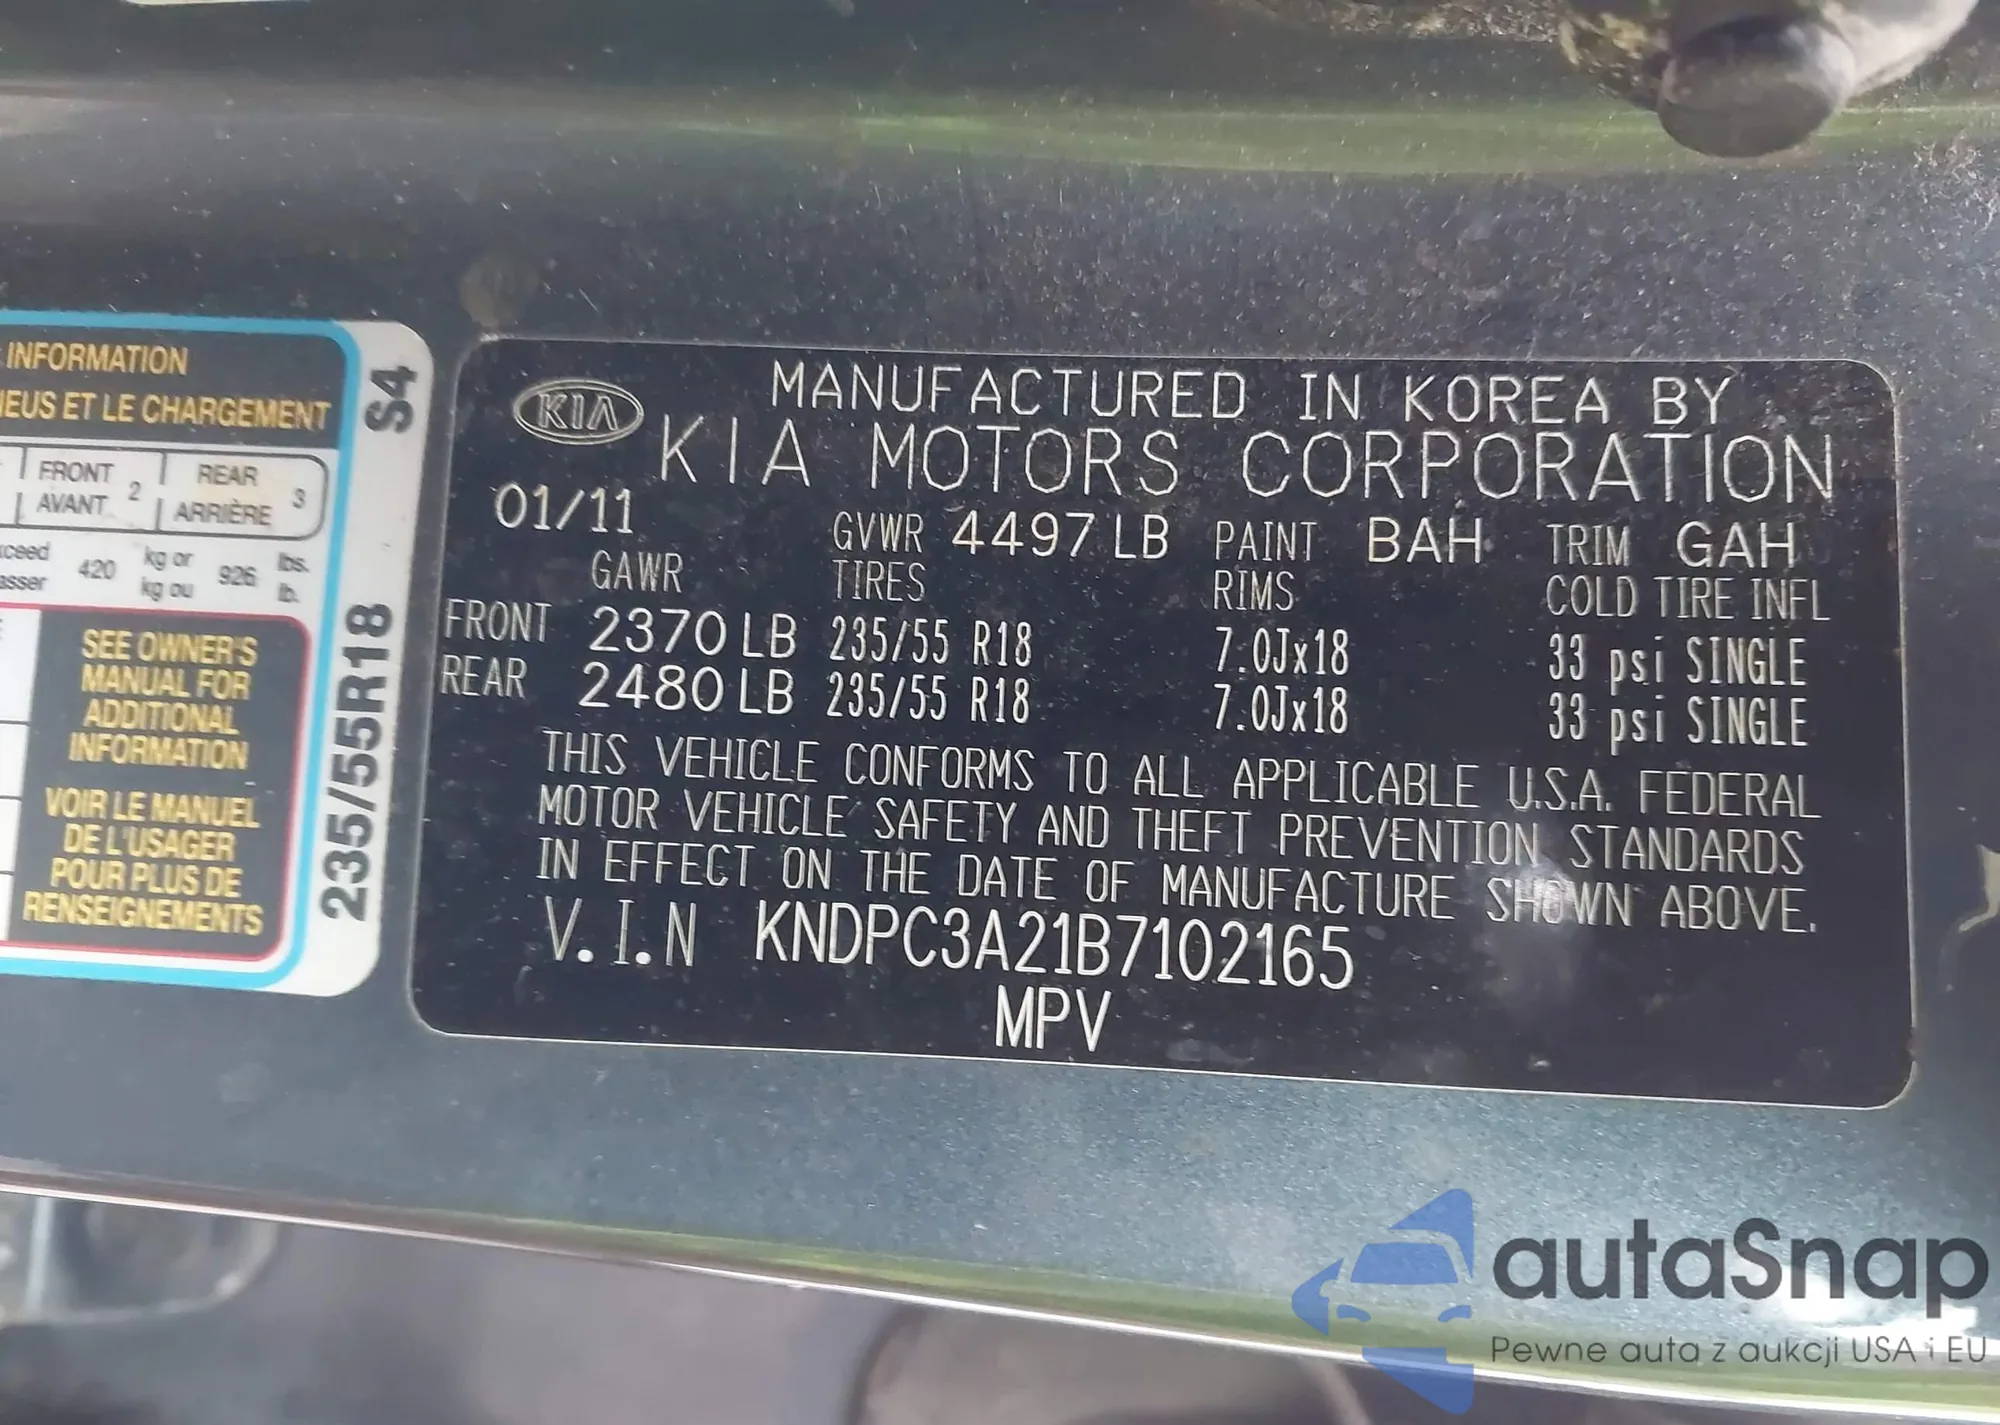 INFORMATION
NEUS ET LE CHARGEMENT
FRONT 2 REAR 3
AVANT ARRIÈRE
xceed 420 kg or 926 lbs.
asser kg ou lb.
SEE OWNER'S
MANUAL FOR
ADDITIONAL
INFORMATION
VOIR LE MANUEL
DE L'USAGER
POUR PLUS DE
RENSEIGNEMENTS
235/55R18 S4
KIA MANUFACTURED IN KOREA BY
KIA MOTORS CORPORATION
01/11 GVWR 4497 LB PAINT BAH TRIM GAH
GAWR TIRES RIMS COLD TIRE INFL
FRONT 2370 LB 235/55 R18 7.0Jx18 33 psi SINGLE
REAR 2480 LB 235/55 R18 7.0Jx18 33 psi SINGLE
THIS VEHICLE CONFORMS TO ALL APPLICABLE U.S.A. FEDERAL
MOTOR VEHICLE SAFETY AND THEFT PREVENTION STANDARDS
IN EFFECT ON THE DATE OF MANUFACTURE SHOWN ABOVE.
V.I.N KNDPC3A21B7102165
MPV
autaSnap
Pewne auta z aukcji USA i EU